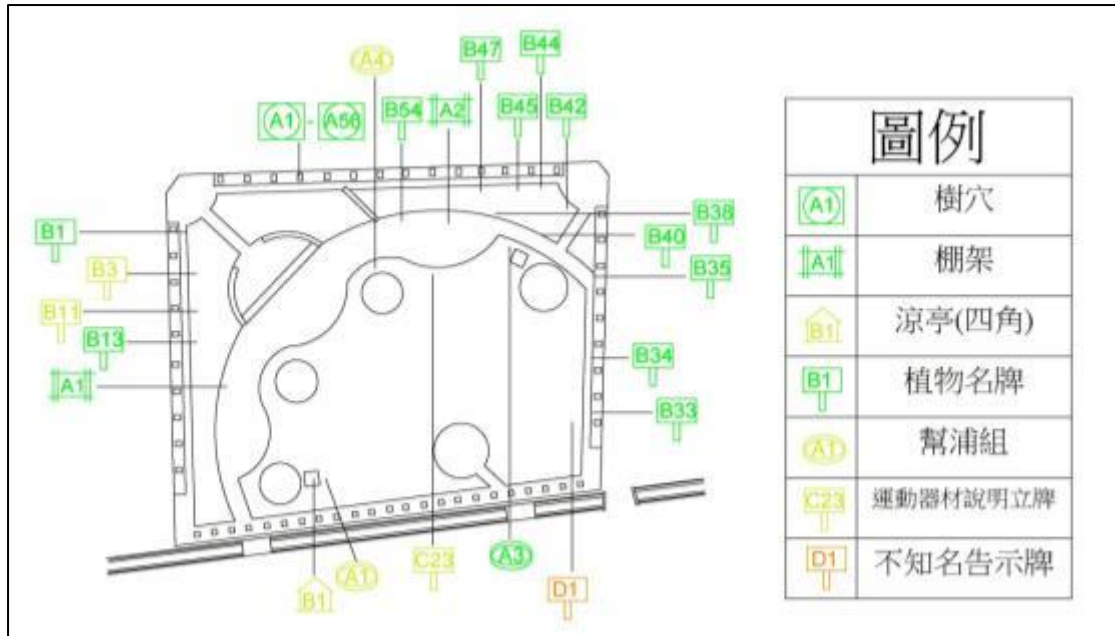 B44
B47
A4
A1 - A56
B54
A2
B45
B42
B1
B38
B3
B40
B35
B11
B13
B34
A1
B33
C23
A3
A1
B1
D1
圖例
A1 樹穴
A1 棚架
B1 涼亭(四角)
B1 植物名牌
A1 幫浦組
C23 運動器材說明立牌
D1 不知名告示牌